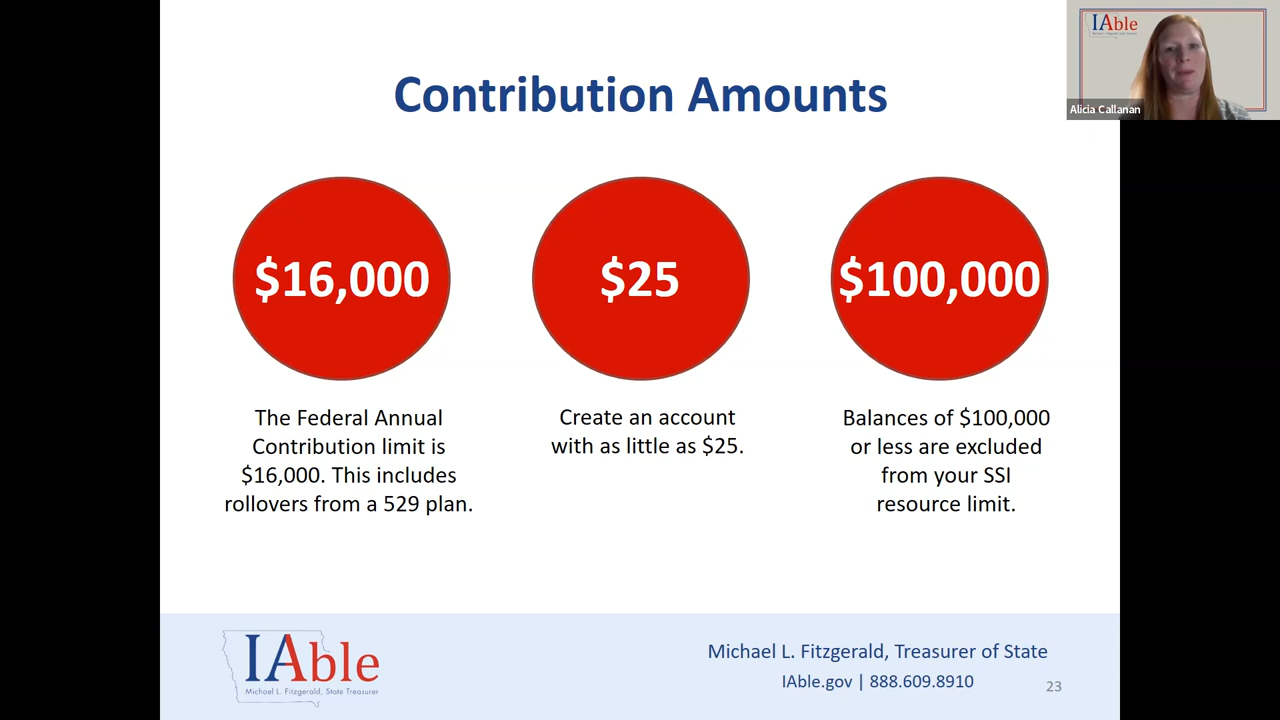 Contribution Amounts
IAble
Alicia Callanan
$16,000
$25
$100,000
The Federal Annual
Contribution limit is
$16,000. This includes
rollovers from a 529 plan.
Create an account
with as little as $25.
Balances of $100,000
or less are excluded
from your SSI
resource limit.
IAble
Michael L. Fitzgerald, State Treasurer
Michael L. Fitzgerald, Treasurer of State
IAble.gov | 888.609.8910
23